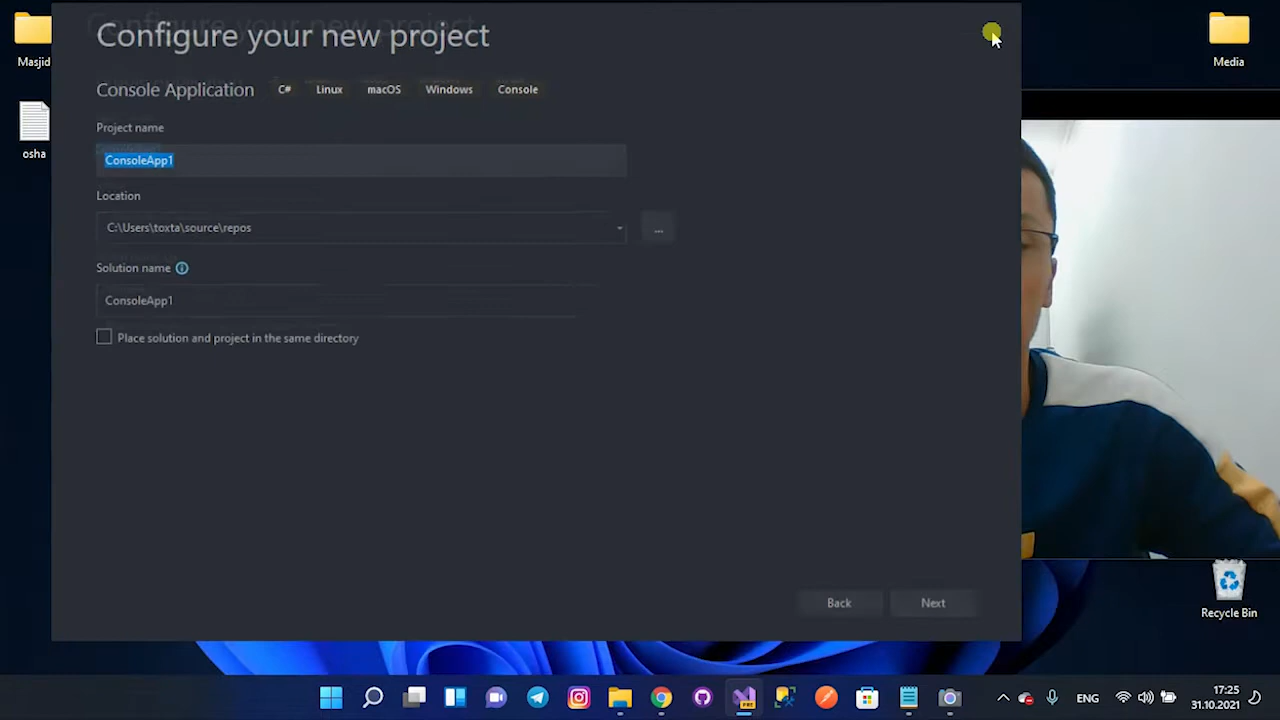 Configure your new project
Console Application C# Linux macOS Windows Console
Project name
ConsoleApp1
Location
C:\Users\toxta\source\repos
...
Solution name
ConsoleApp1
Place solution and project in the same directory
Back Next
Masjid
osha
Media
Recycle Bin
PRE
ENG
17:25
31.10.2021